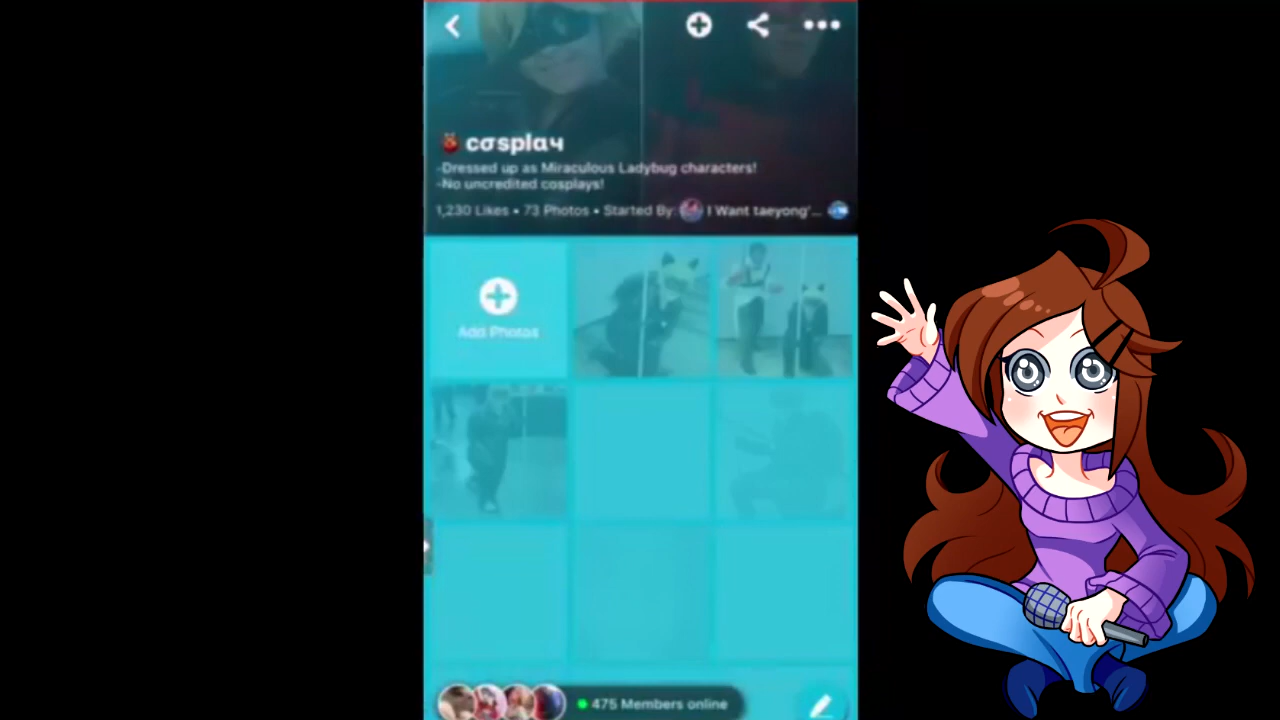 cσsplαч
-Dressed up as Miraculous Ladybug characters!
-No uncredited cosplays!
1,230 Likes • 73 Photos • Started By: I Want taeyong'...
Add Photos
475 Members online